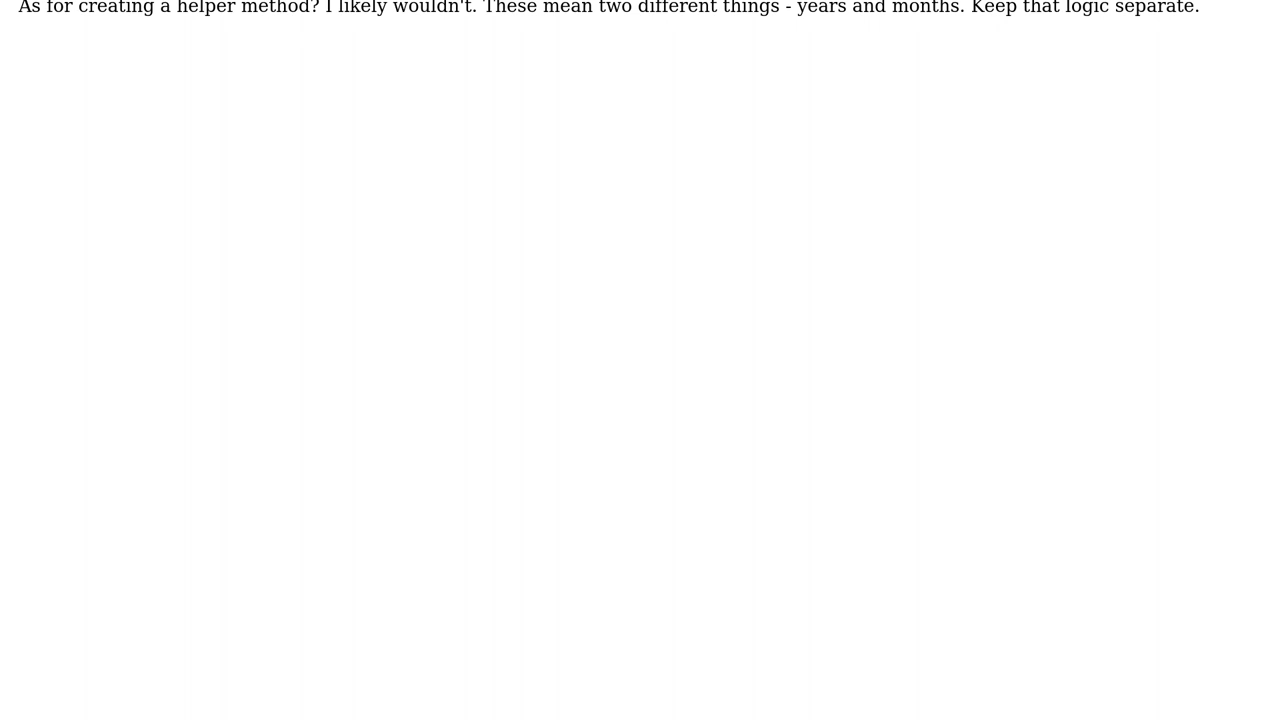 As for creating a helper method? I likely wouldn't. These mean two different things - years and months. Keep that logic separate.